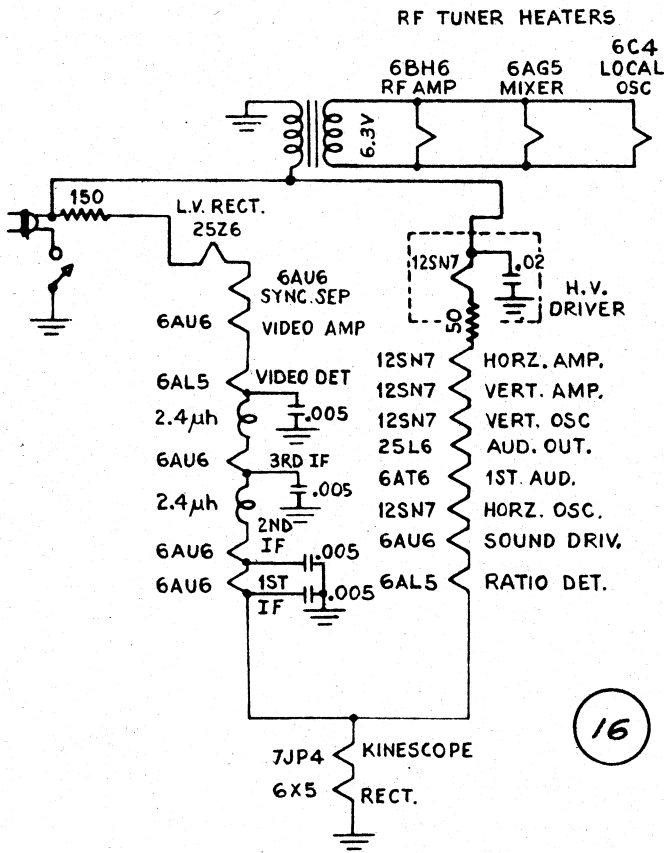 RF TUNER HEATERS
6BH6
RF AMP
6AG5
MIXER
6C4
LOCAL
OSC
6.3V
150
L.V. RECT.
25Z6
6AU6
SYNC. SEP
6AU6 VIDEO AMP
6AL5 VIDEO DET
.005
2.4μh
6AU6 3RD IF
.005
2.4μh
2ND
IF
6AU6
.005
6AU6 1ST
IF
.005
12SN7
.02
H.V.
DRIVER
50
12SN7 HORZ. AMP.
12SN7 VERT. AMP.
12SN7 VERT. OSC
25L6 AUD. OUT.
6AT6 1ST. AUD.
12SN7 HORZ. OSC.
6AU6 SOUND DRIV.
6AL5 RATIO DET.
7JP4 KINESCOPE
6X5 RECT.
16